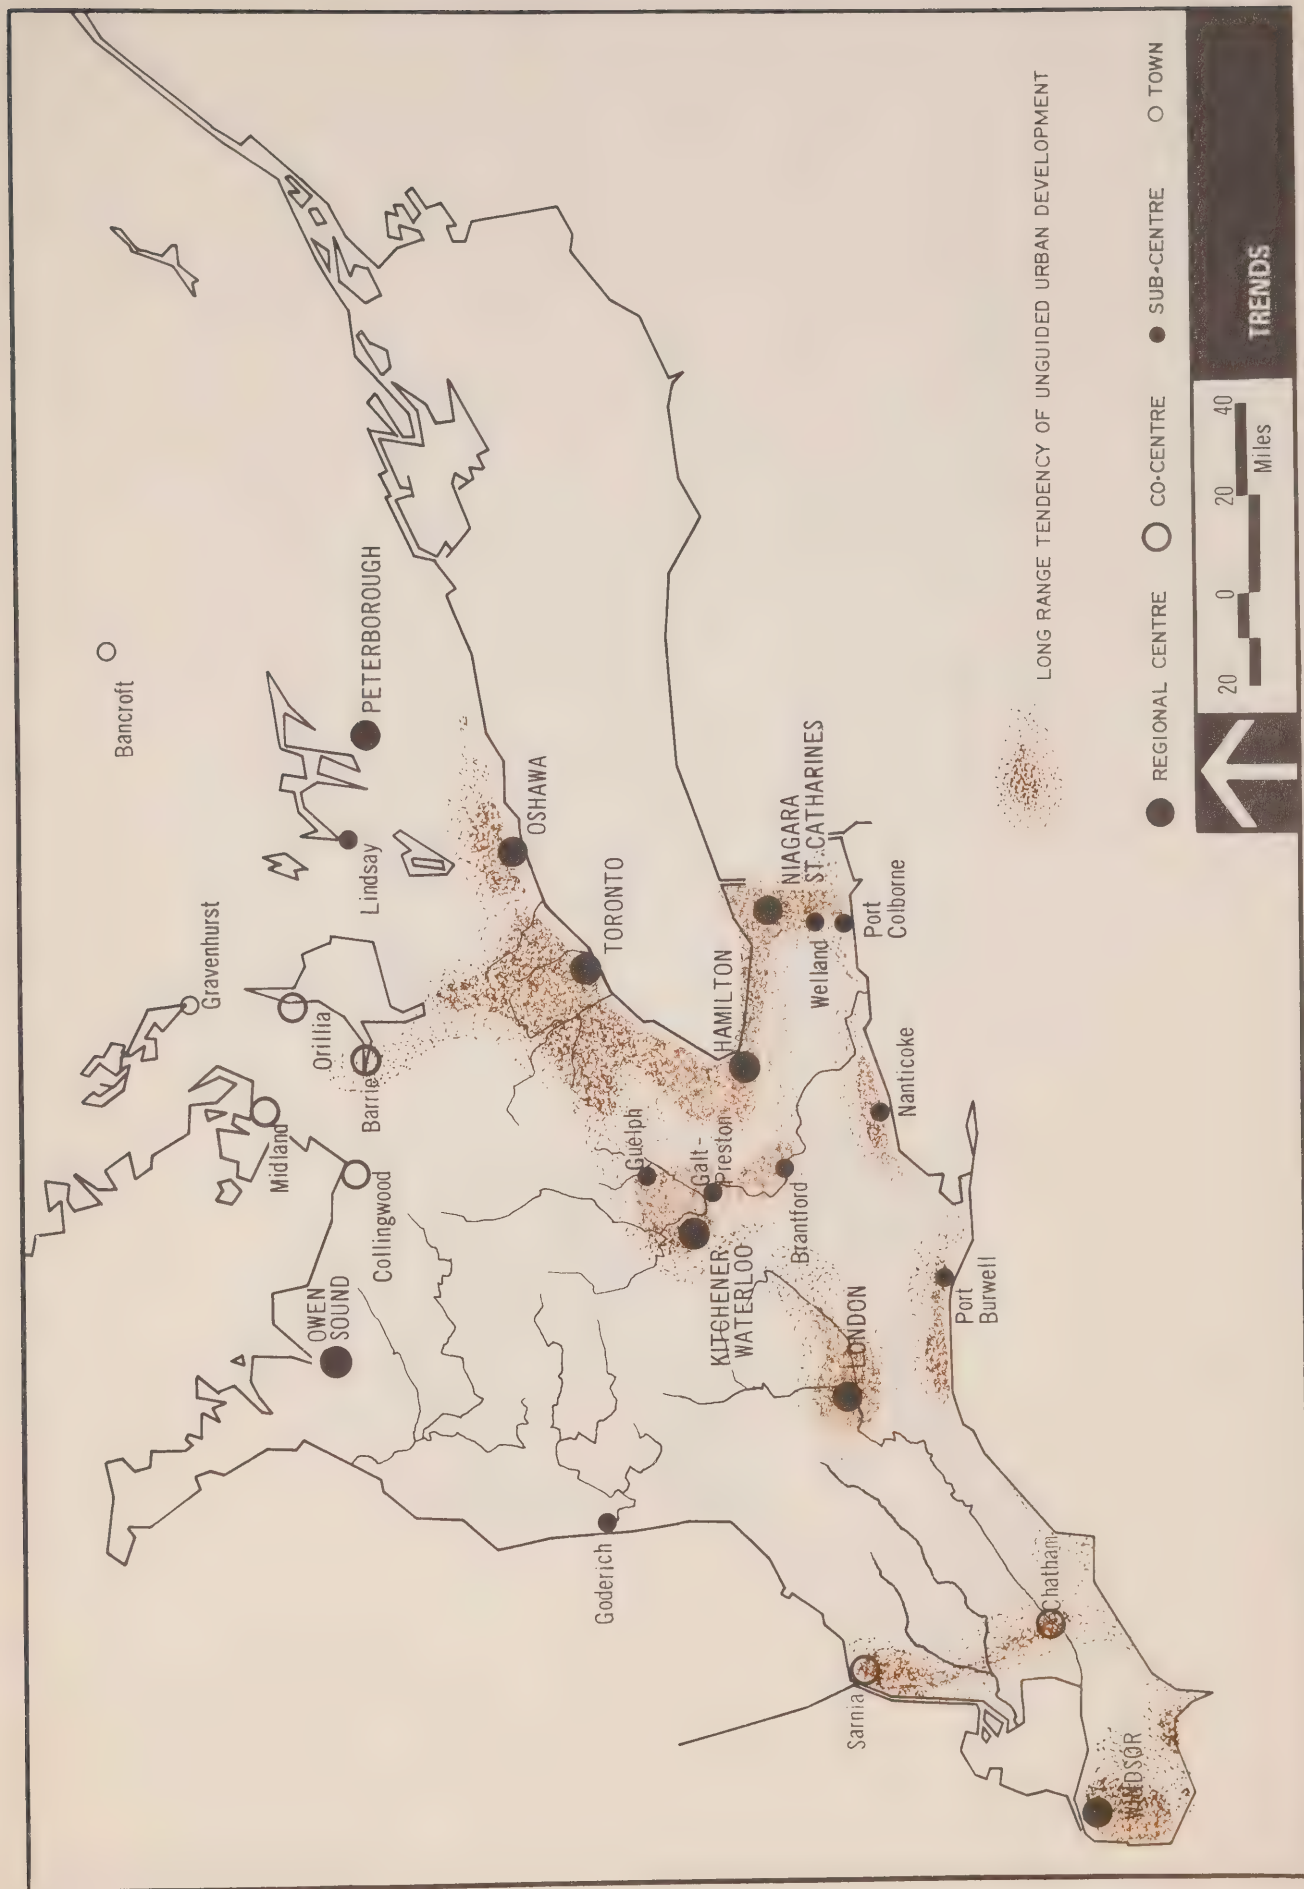 Bancroft
Gravenhurst
PETERBOROUGH
Lindsay
Orillia
Barrie
Midland
Collingwood
OWEN
SOUND
OSHAWA
TORONTO
HAMILTON
NIAGARA
ST. CATHARINES
Welland
Port
Colborne
Guelph
Galt-
Preston
KITCHENER
WATERLOO
Brantford
Nanticoke
Goderich
LONDON
Port
Burwell
Sarnia
Chatham
WINDSOR
LONG RANGE TENDENCY OF UNGUIDED URBAN DEVELOPMENT
REGIONAL CENTRE
CO-CENTRE
SUB-CENTRE
TOWN
20 0 20 40
Miles
TRENDS